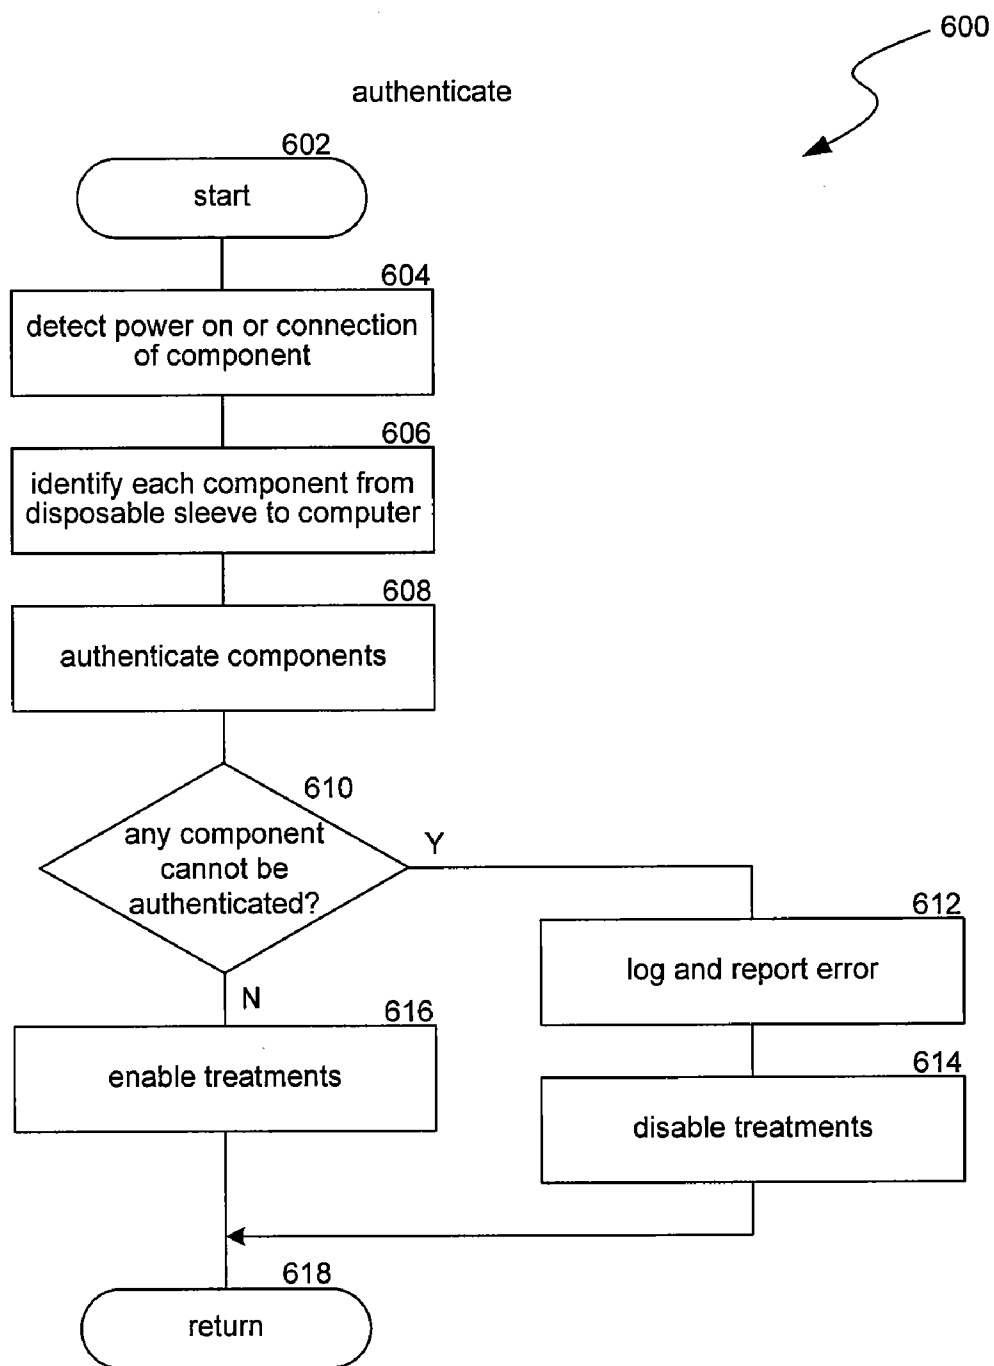 600
authenticate
602
start
604
detect power on or connection
of component
606
identify each component from
disposable sleeve to computer
608
authenticate components
610
any component
cannot be
authenticated?
Y
612
log and report error
N
616
enable treatments
614
disable treatments
618
return